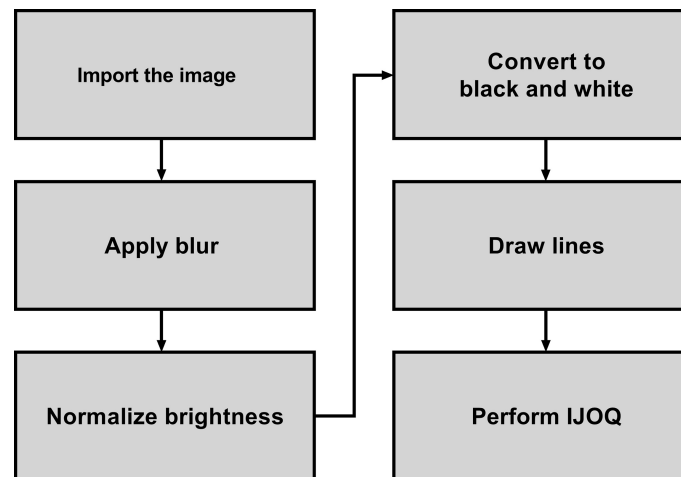 Import the image
Apply blur
Normalize brightness
Convert to
black and white
Draw lines
Perform IJOQ